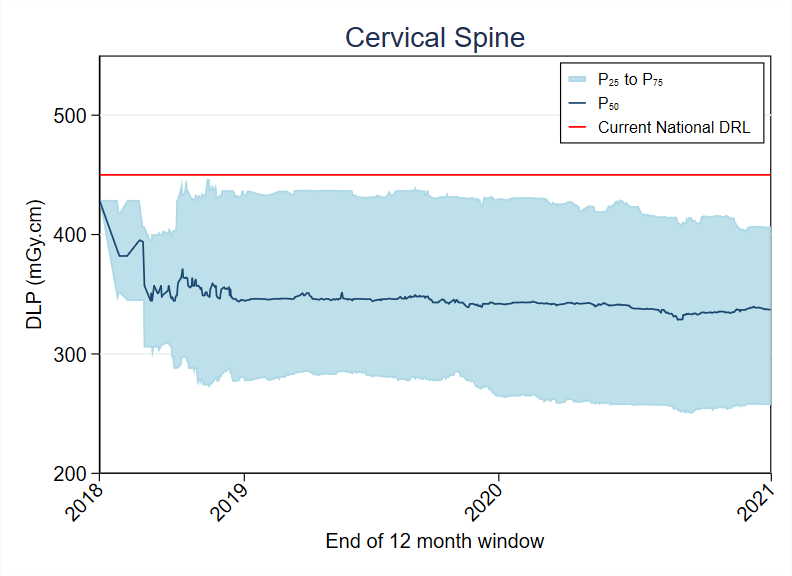 Cervical Spine
P₂₅ to P₇₅
P₅₀
Current National DRL
DLP (mGy.cm)
500
400
300
200
2018
2019
2020
2021
End of 12 month window